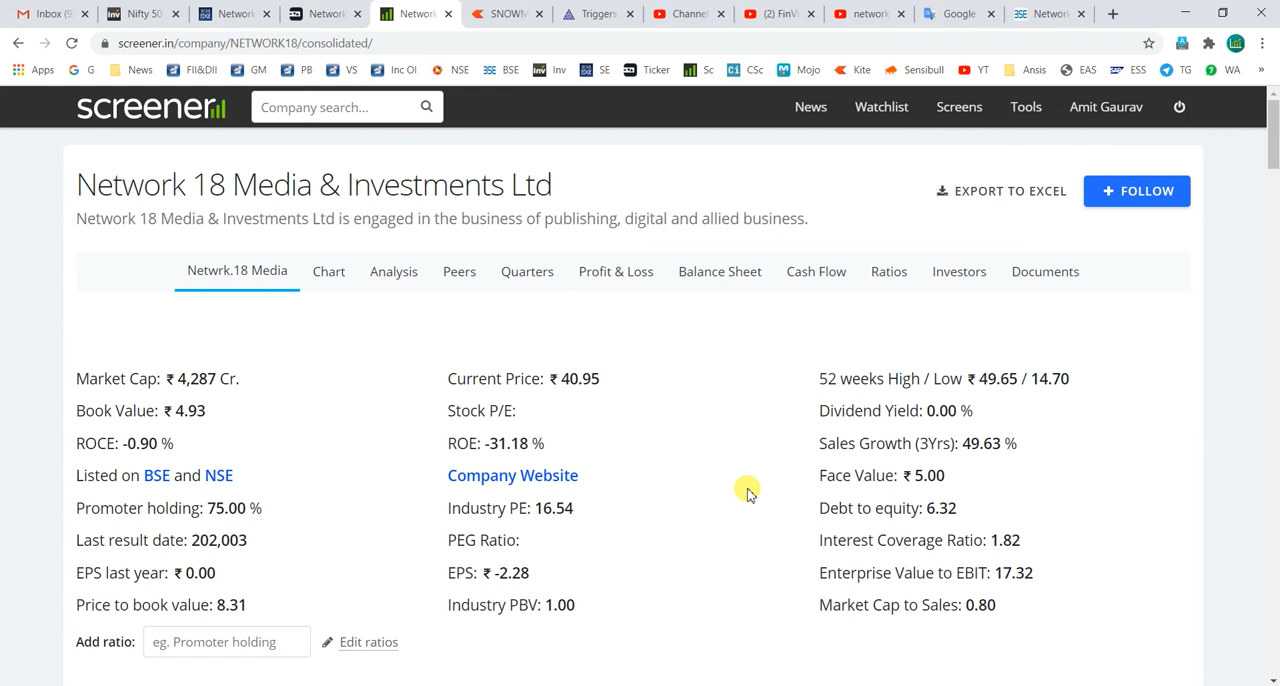 Inbox (9 Nifty 50 Network Network Network SNOWM Triggers Channel (2) FinVi network Google Network
screener.in/company/NETWORK18/consolidated/
Apps G News FII&DII GM PB VS Inc OI NSE BSE Inv SE Ticker Sc CSc Mojo Kite Sensibull YT Ansis EAS ESS TG WA »
screener Company search... News Watchlist Screens Tools Amit Gaurav
Network 18 Media & Investments Ltd
EXPORT TO EXCEL + FOLLOW
Network 18 Media & Investments Ltd is engaged in the business of publishing, digital and allied business.
Netwrk.18 Media Chart Analysis Peers Quarters Profit & Loss Balance Sheet Cash Flow Ratios Investors Documents
Market Cap: ₹ 4,287 Cr. Current Price: ₹ 40.95 52 weeks High / Low ₹ 49.65 / 14.70
Book Value: ₹ 4.93 Stock P/E: Dividend Yield: 0.00 %
ROCE: -0.90 % ROE: -31.18 % Sales Growth (3Yrs): 49.63 %
Listed on BSE and NSE Company Website Face Value: ₹ 5.00
Promoter holding: 75.00 % Industry PE: 16.54 Debt to equity: 6.32
Last result date: 202,003 PEG Ratio: Interest Coverage Ratio: 1.82
EPS last year: ₹ 0.00 EPS: ₹ -2.28 Enterprise Value to EBIT: 17.32
Price to book value: 8.31 Industry PBV: 1.00 Market Cap to Sales: 0.80
Add ratio: eg. Promoter holding Edit ratios